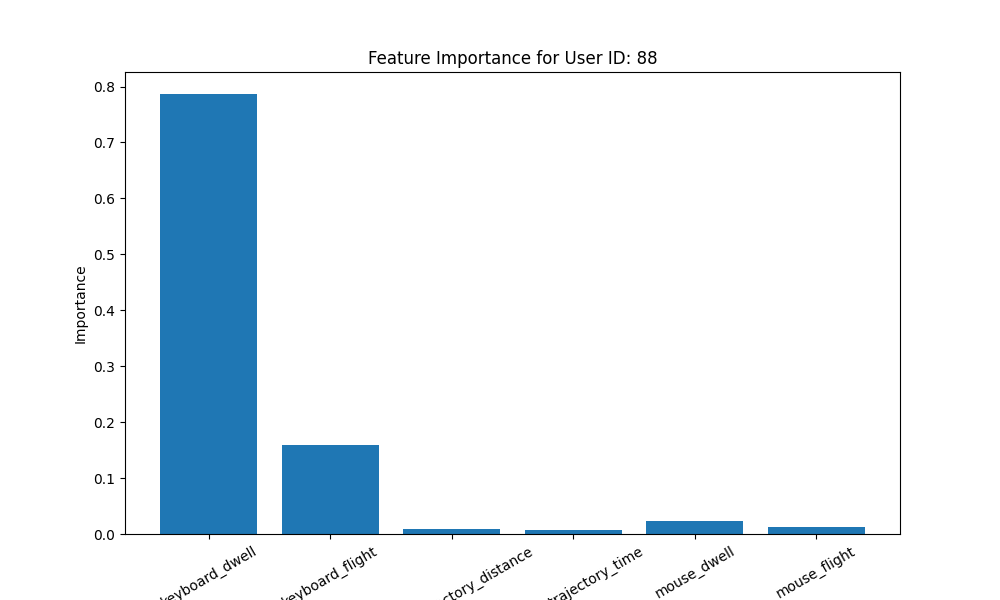 Feature Importance for User ID: 88
Importance
0.8
0.7
0.6
0.5
0.4
0.3
0.2
0.1
0.0
keyboard_dwell
keyboard_flight
ctory_distance
trajectory_time
mouse_dwell
mouse_flight